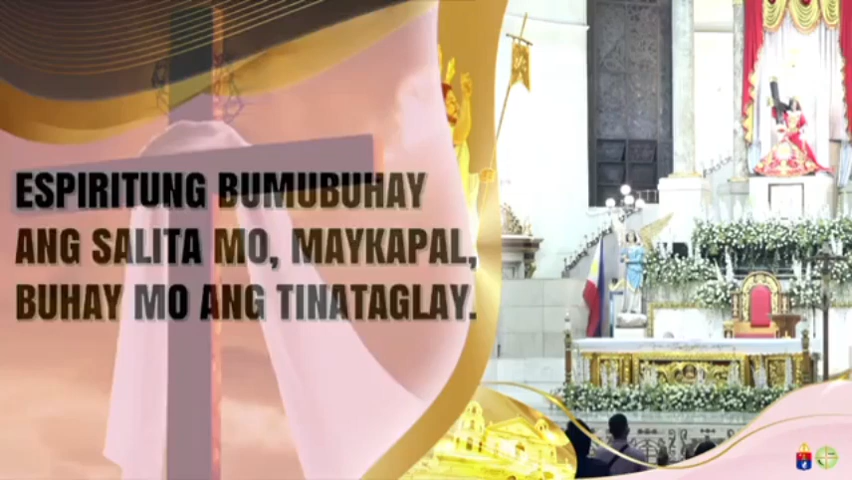 ESPIRITUNG BUMUBUHAY
ANG SALITA MO, MAYKAPAL,
BUHAY MO ANG TINATAGLAY.